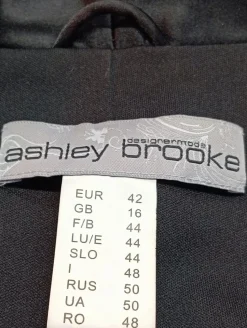 designermode
ashley brooke
EUR 42
GB 16
F/B 44
LU/E 44
SLO 44
I 48
RUS 50
UA 50
RO 48